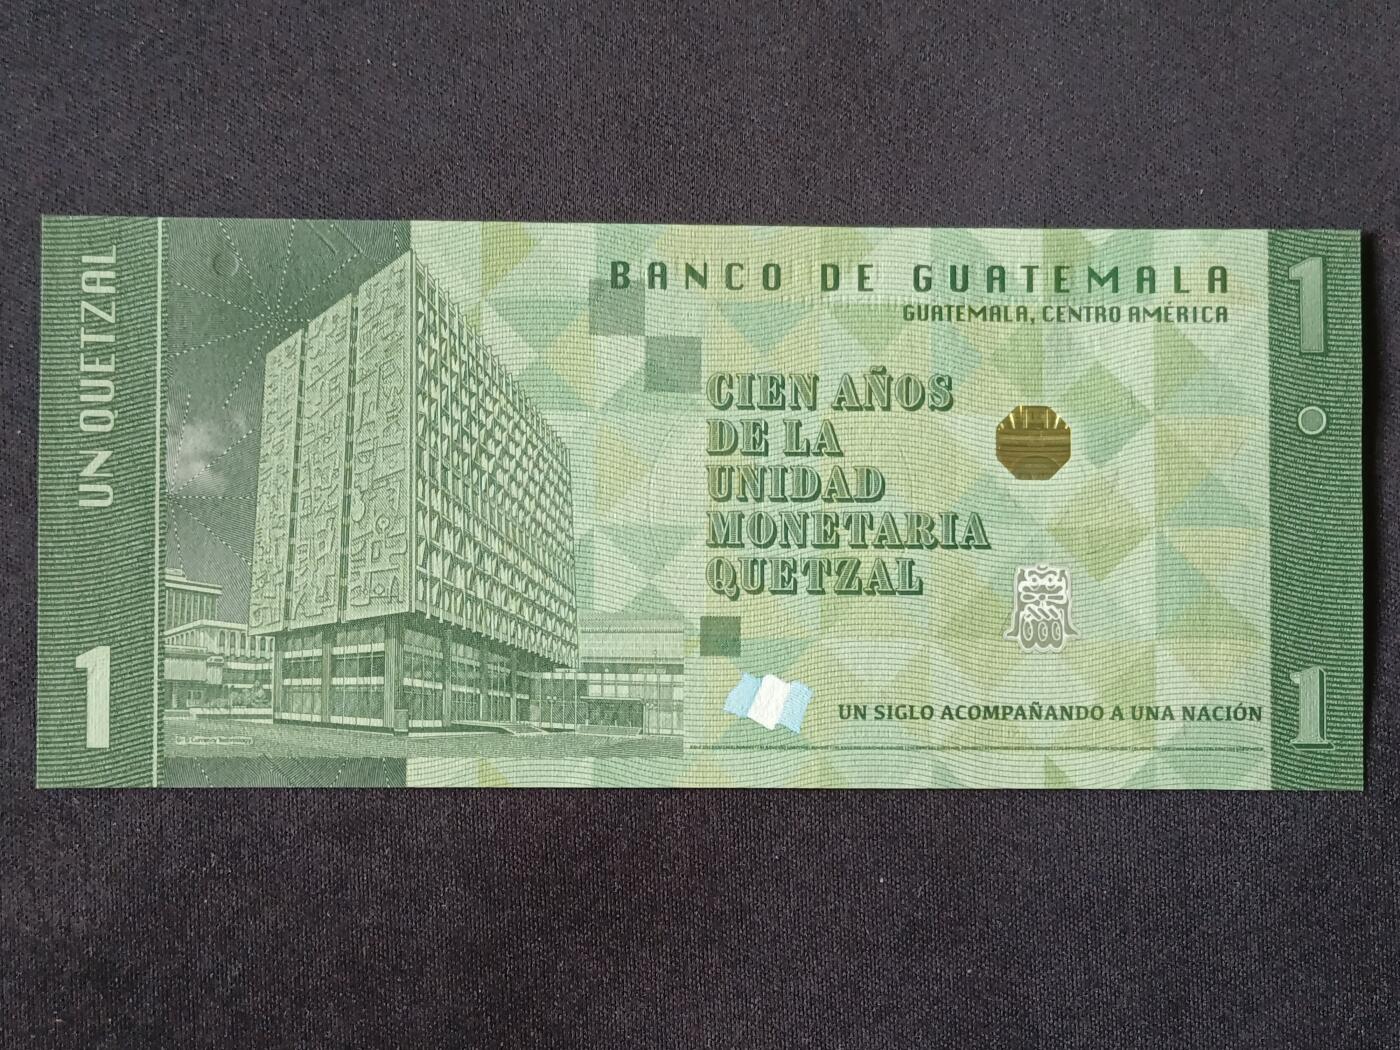 UN QUETZAL
1
BANCO DE GUATEMALA
GUATEMALA, CENTRO AMÉRICA
CIEN AÑOS
DE LA
UNIDAD
MONETARIA
QUETZAL
UN SIGLO ACOMPAÑANDO A UNA NACIÓN
1
1